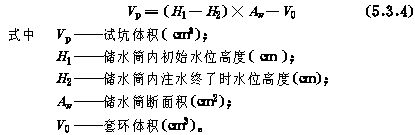 Vp=(H1-H2)×Aw-V0 (5.3.4)
式中 Vp——试坑体积(cm³);
H1——储水筒内初始水位高度(cm);
H2——储水筒内注水终了时水位高度(cm);
Aw——储水筒断面积(cm²);
V0——套环体积(cm³)。